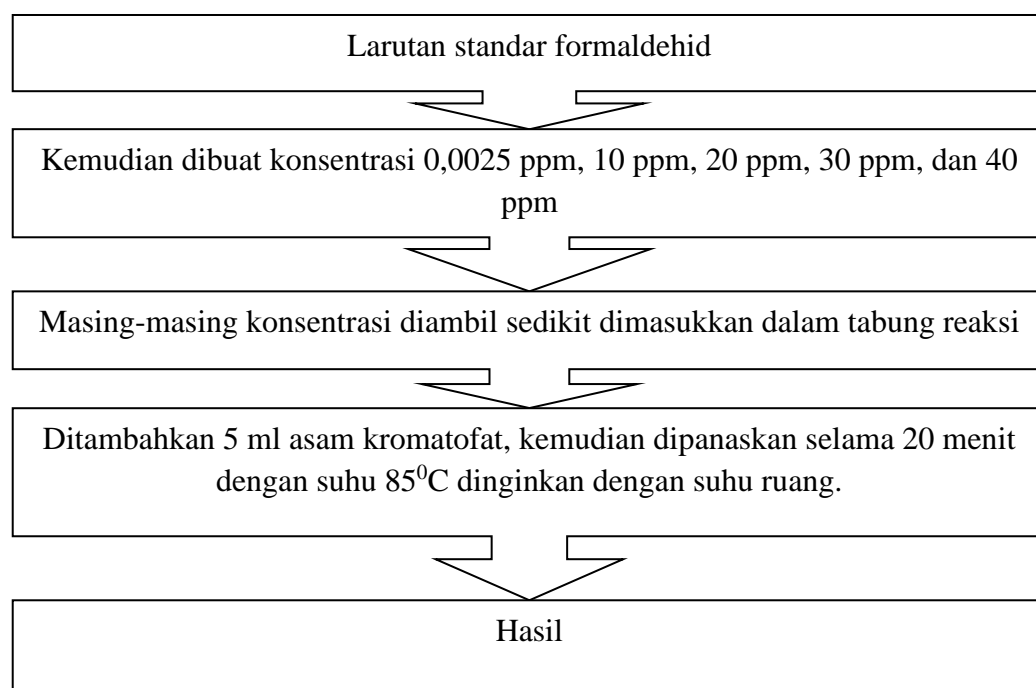 Larutan standar formaldehid
Kemudian dibuat konsentrasi 0,0025 ppm, 10 ppm, 20 ppm, 30 ppm, dan 40
ppm
Masing-masing konsentrasi diambil sedikit dimasukkan dalam tabung reaksi
Ditambahkan 5 ml asam kromatofat, kemudian dipanaskan selama 20 menit
dengan suhu 85⁰C dinginkan dengan suhu ruang.
Hasil